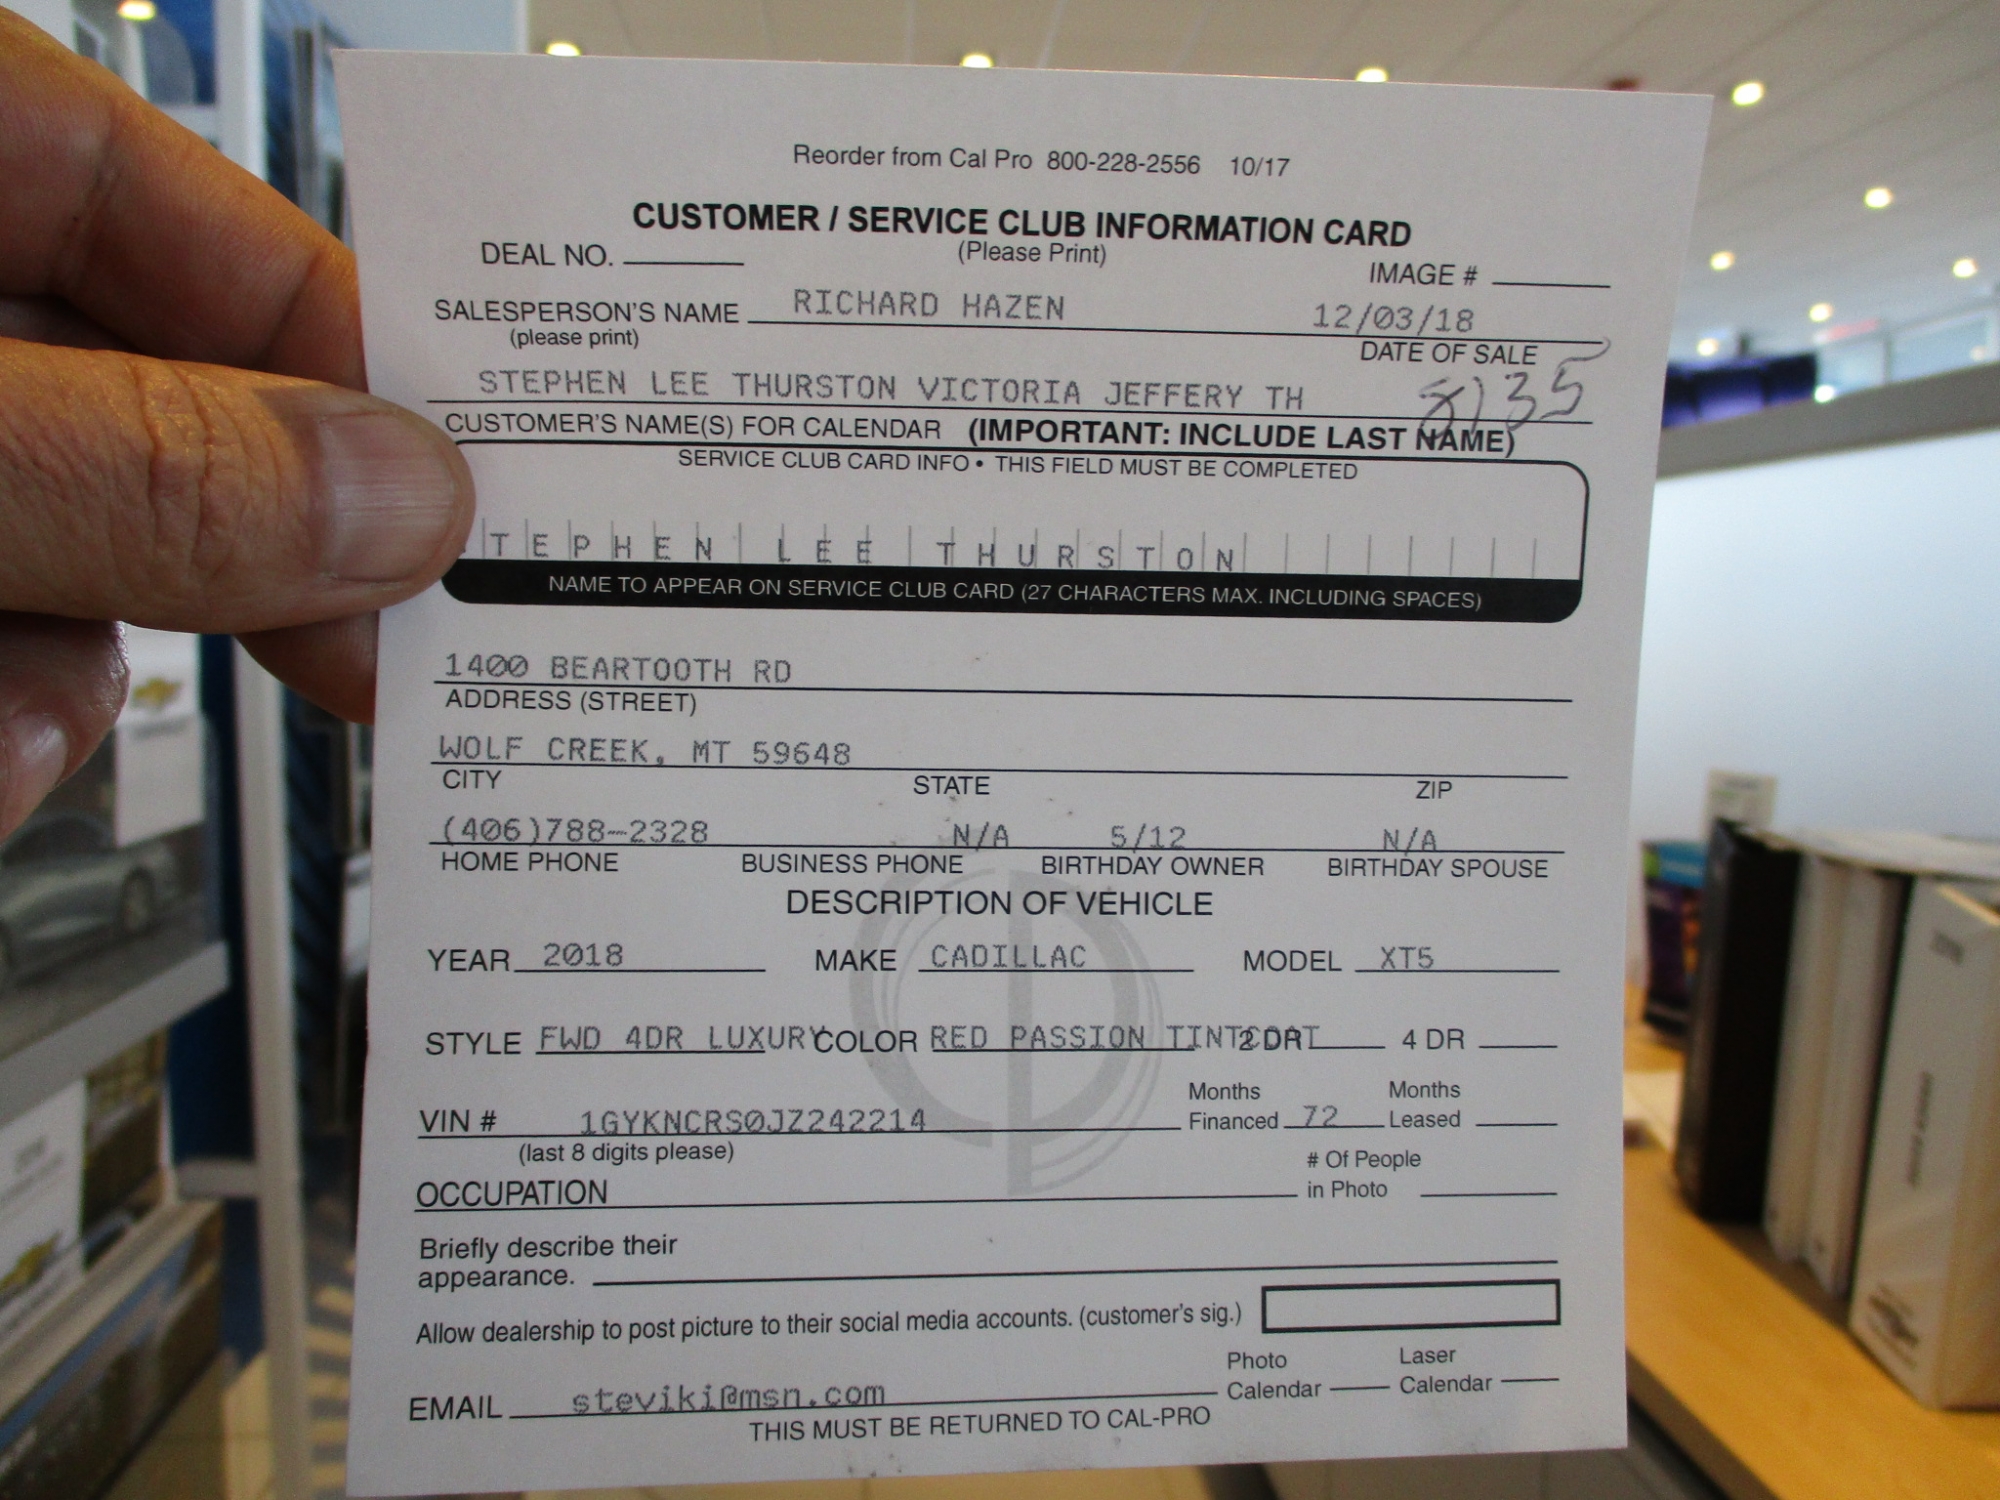 Reorder from Cal Pro 800-228-2556 10/17
CUSTOMER / SERVICE CLUB INFORMATION CARD
DEAL NO. (Please Print) IMAGE #
SALESPERSON'S NAME RICHARD HAZEN 12/03/18
(please print) DATE OF SALE
STEPHEN LEE THURSTON VICTORIA JEFFERY TH 8135
CUSTOMER'S NAME(S) FOR CALENDAR (IMPORTANT: INCLUDE LAST NAME)
SERVICE CLUB CARD INFO • THIS FIELD MUST BE COMPLETED
TEPHEN LEE THURSTON
NAME TO APPEAR ON SERVICE CLUB CARD (27 CHARACTERS MAX. INCLUDING SPACES)
1400 BEARTOOTH RD
ADDRESS (STREET)
WOLF CREEK, MT 59648
CITY STATE ZIP
(406)788-2328 N/A 5/12 N/A
HOME PHONE BUSINESS PHONE BIRTHDAY OWNER BIRTHDAY SPOUSE
DESCRIPTION OF VEHICLE
YEAR 2018 MAKE CADILLAC MODEL XT5
STYLE FWD 4DR LUXURY COLOR RED PASSION TINTCOAT 2 DR 4 DR
Months Months
VIN # 1GYKNCRS0JZ242214 Financed 72 Leased
(last 8 digits please) # Of People
OCCUPATION in Photo
Briefly describe their
appearance.
Allow dealership to post picture to their social media accounts. (customer's sig.)
Photo Laser
EMAIL steviki@msn.com Calendar Calendar
THIS MUST BE RETURNED TO CAL-PRO